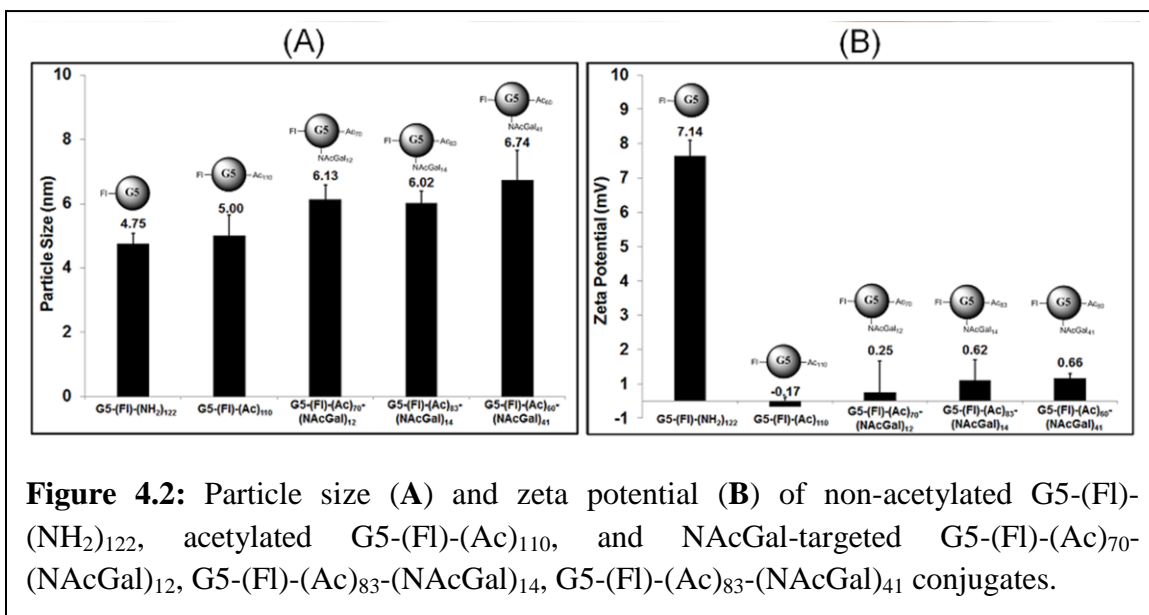 (A)
10
8
6
4
2
0
Particle Size (nm)
Fl
G5
4.75
Fl
G5
Ac110
5.00
Fl
G5
Ac70
NAcGal12
6.13
Fl
G5
Ac83
NAcGal14
6.02
Fl
G5
Ac60
NAcGal41
6.74
G5-(Fl)-(NH2)122
G5-(Fl)-(Ac)110
G5-(Fl)-(Ac)70-
(NAcGal)12
G5-(Fl)-(Ac)83-
(NAcGal)14
G5-(Fl)-(Ac)60-
(NAcGal)41
(B)
10
9
8
7
6
5
4
3
2
1
-1
Zeta Potential (mV)
Fl
G5
7.14
Fl
G5
Ac110
-0.17
Fl
G5
Ac70
NAcGal12
0.25
Fl
G5
Ac83
NAcGal14
0.62
Fl
G5
Ac60
NAcGal41
0.66
G5-(Fl)-(NH2)122
G5-(Fl)-(Ac)110
G5-(Fl)-(Ac)70-
(NAcGal)12
G5-(Fl)-(Ac)83-
(NAcGal)14
G5-(Fl)-(Ac)60-
(NAcGal)41
Figure 4.2: Particle size (A) and zeta potential (B) of non-acetylated G5-(Fl)-
(NH2)122, acetylated G5-(Fl)-(Ac)110, and NAcGal-targeted G5-(Fl)-(Ac)70-
(NAcGal)12, G5-(Fl)-(Ac)83-(NAcGal)14, G5-(Fl)-(Ac)83-(NAcGal)41 conjugates.